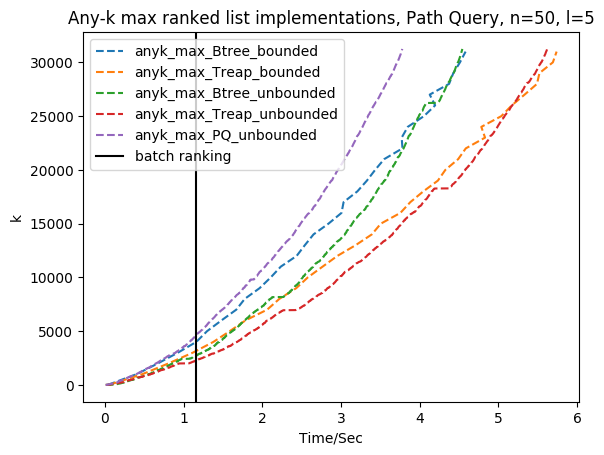 Any-k max ranked list implementations, Path Query, n=50, l=5
anyk_max_Btree_bounded
anyk_max_Treap_bounded
anyk_max_Btree_unbounded
anyk_max_Treap_unbounded
anyk_max_PQ_unbounded
batch ranking
30000
25000
20000
15000
10000
5000
0
k
0 1 2 3 4 5 6
Time/Sec